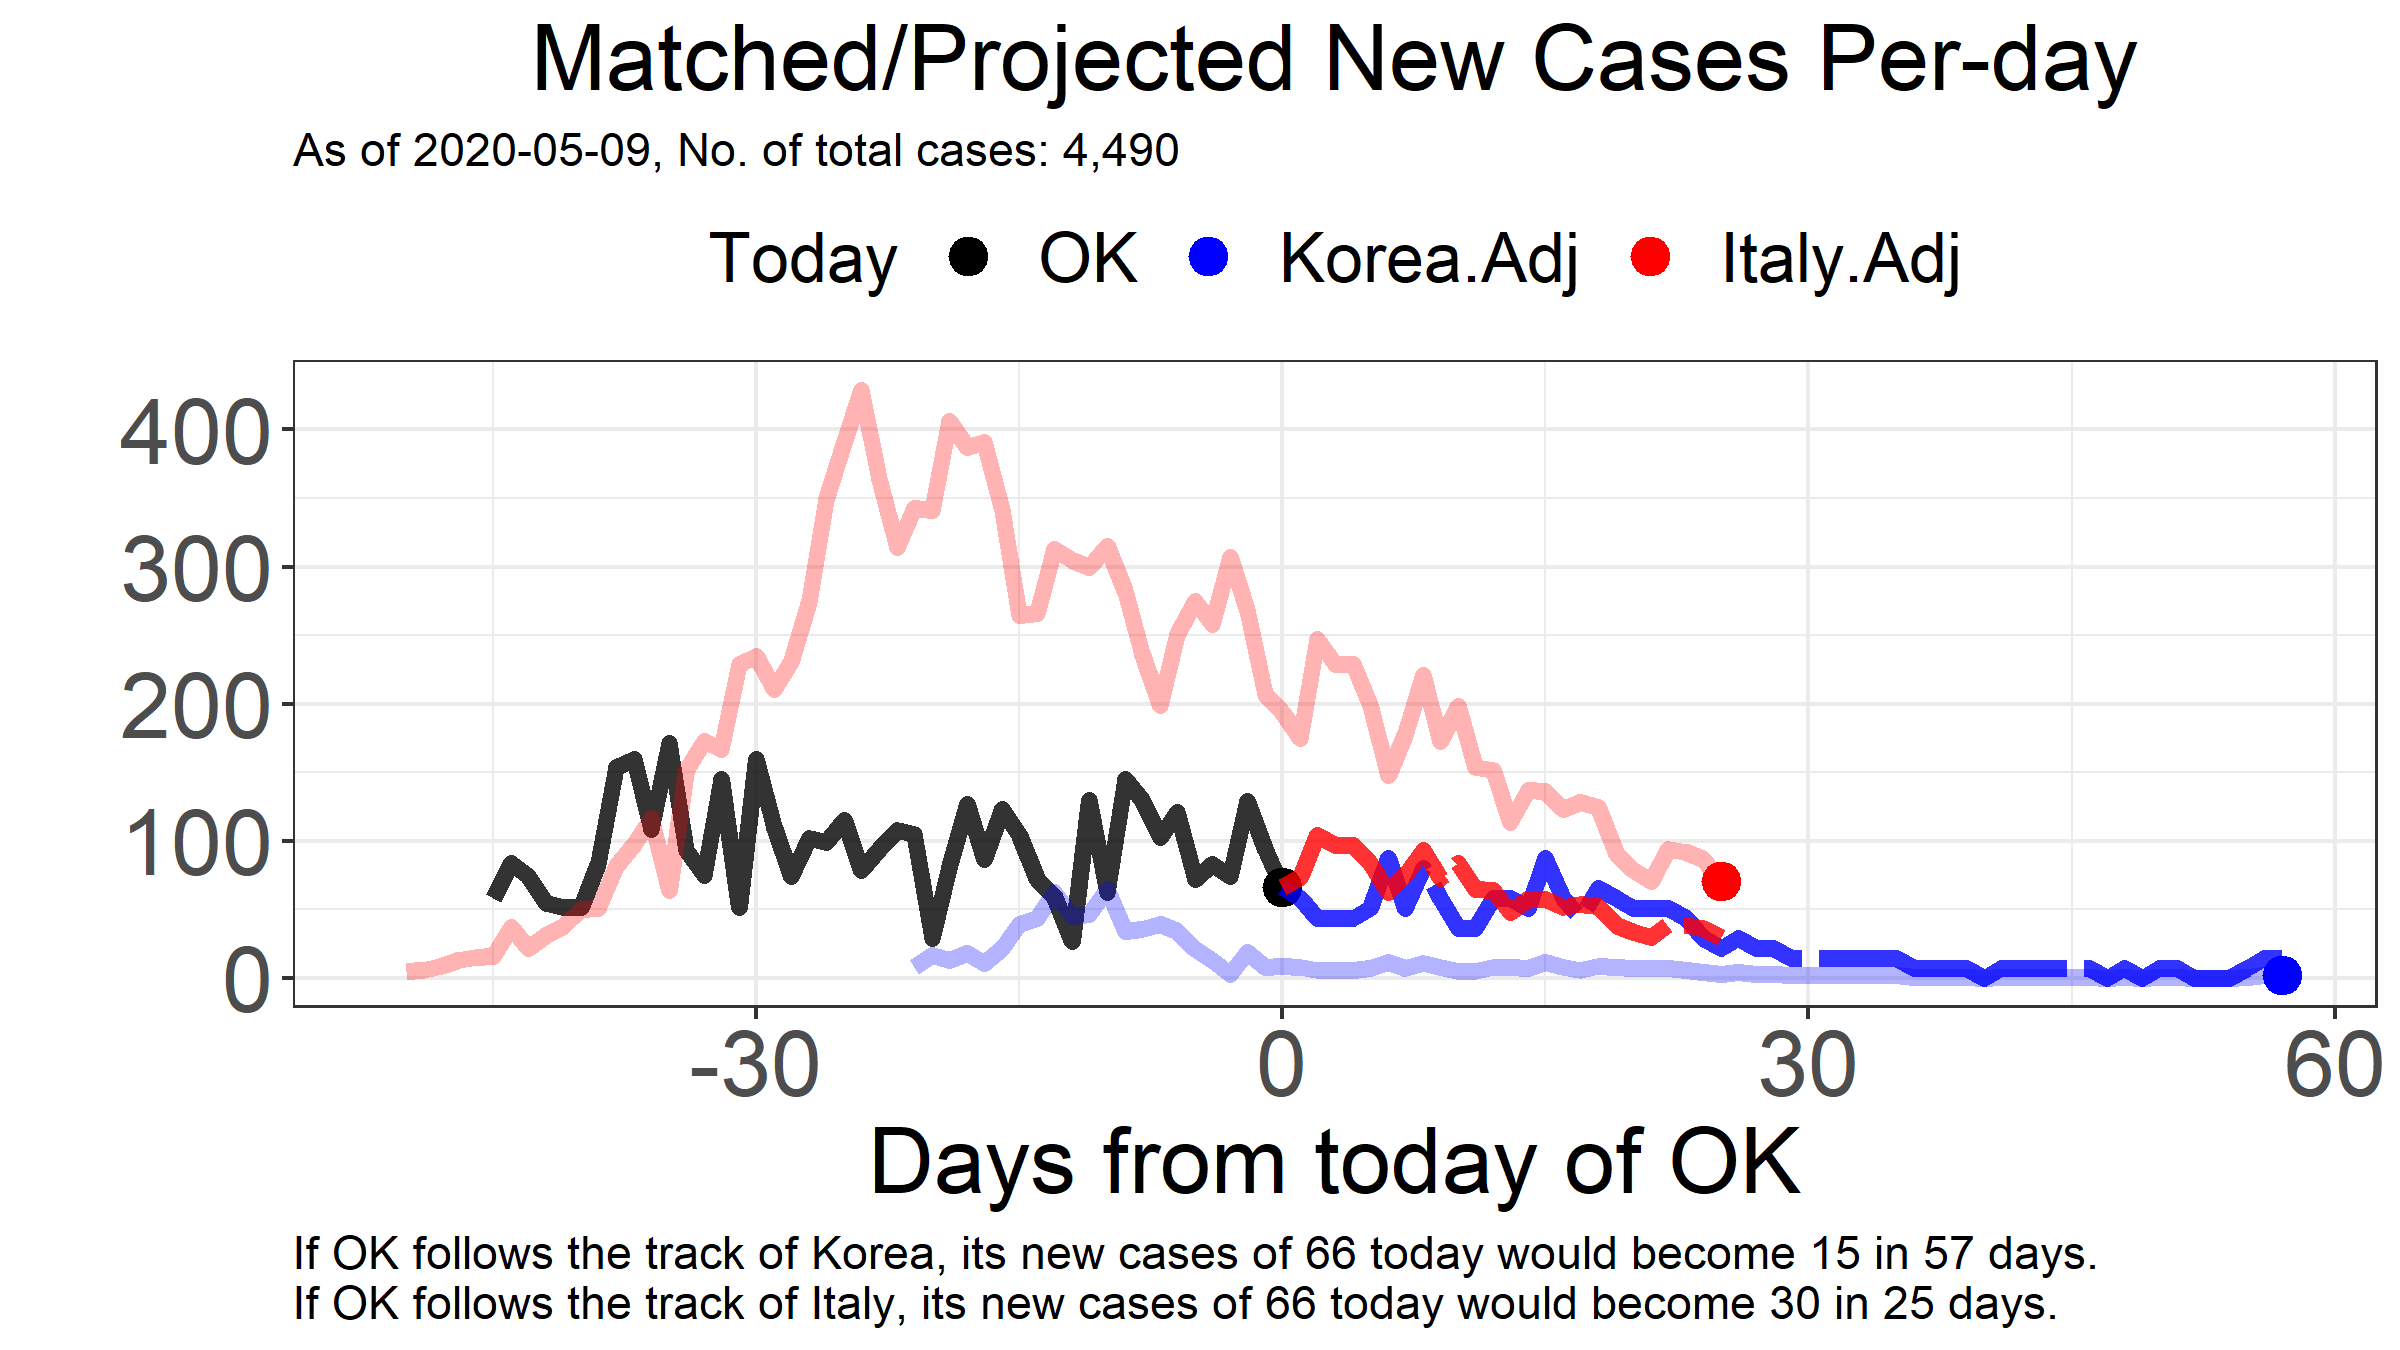 Matched/Projected New Cases Per-day
As of 2020-05-09, No. of total cases: 4,490
Today OK Korea.Adj Italy.Adj
400
300
200
100
0
-30 0 30 60
Days from today of OK
If OK follows the track of Korea, its new cases of 66 today would become 15 in 57 days.
If OK follows the track of Italy, its new cases of 66 today would become 30 in 25 days.